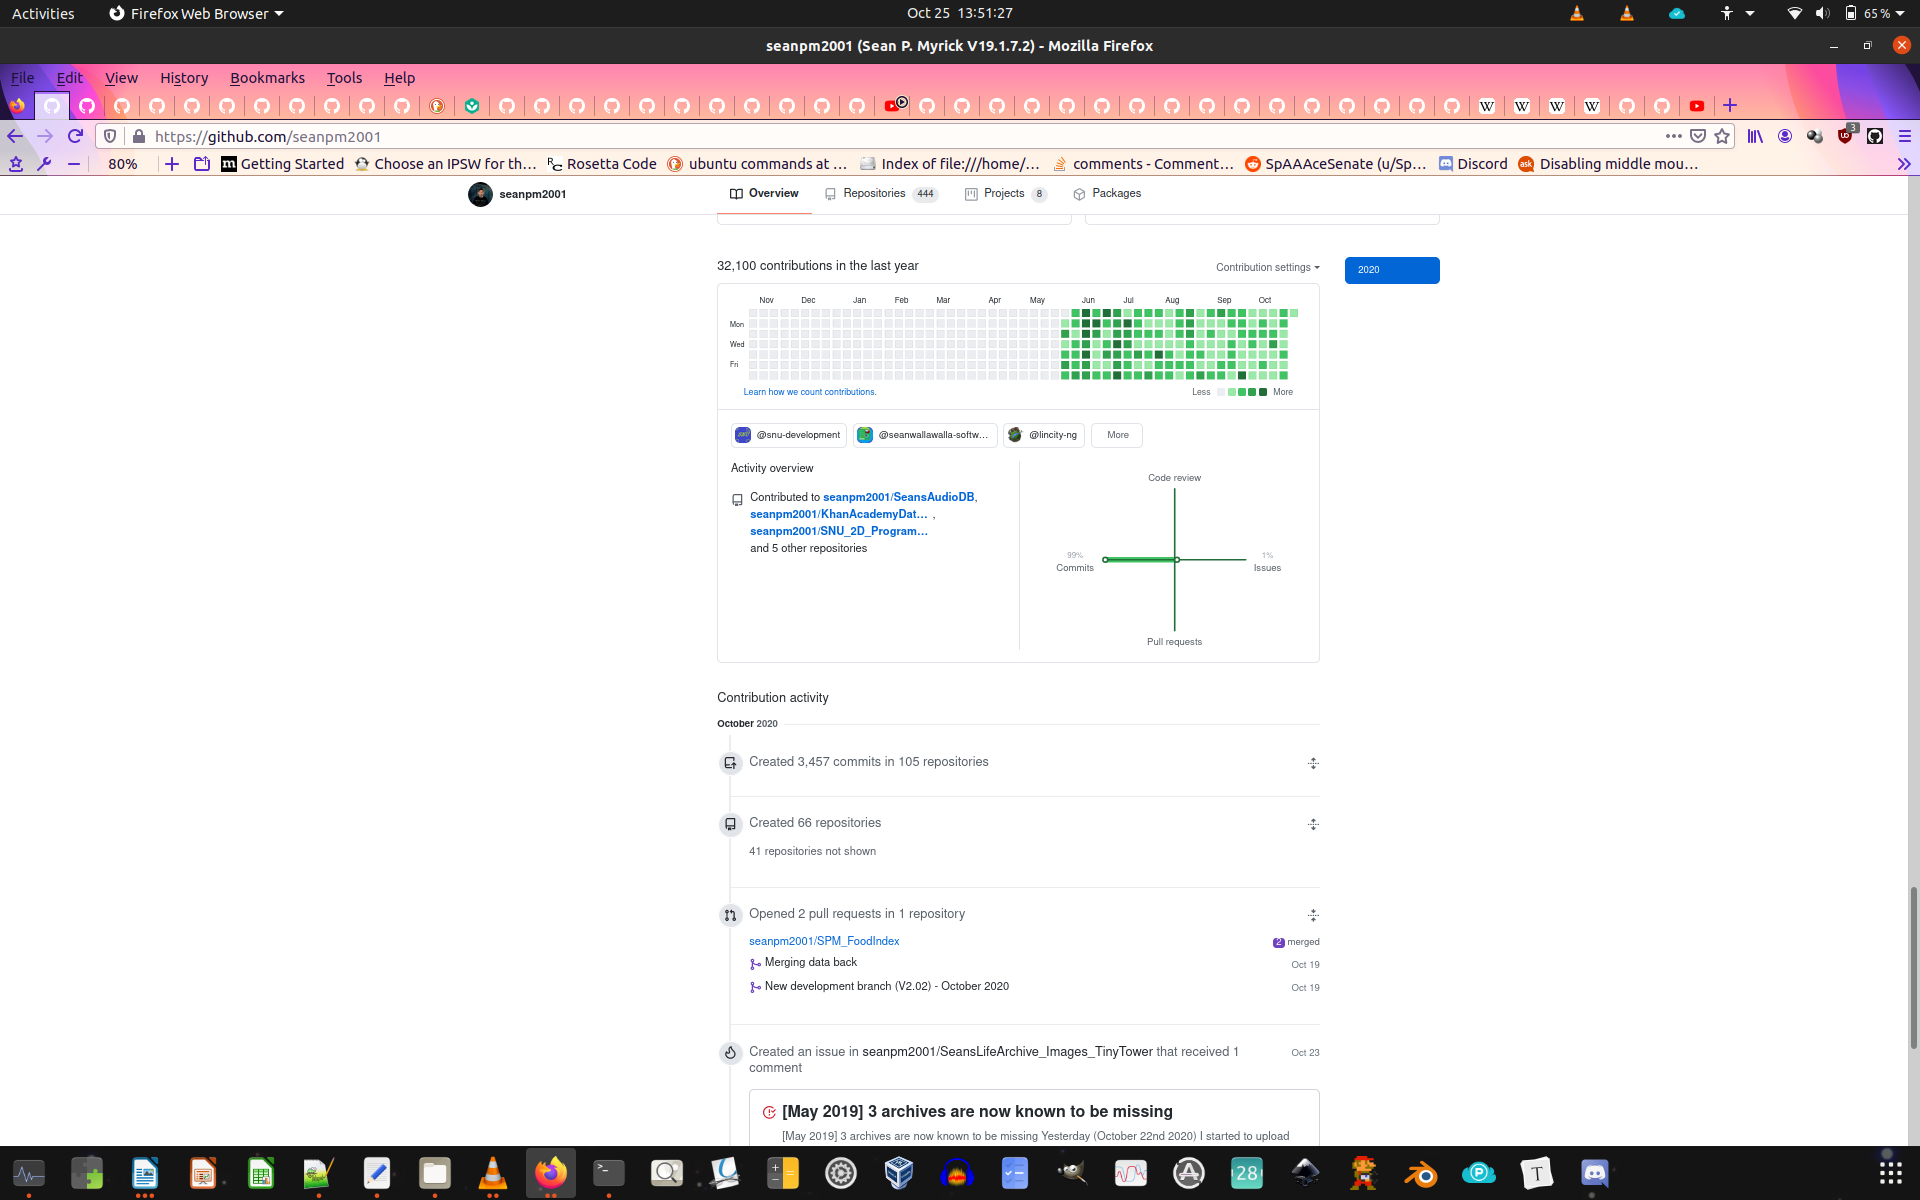 Activities
Firefox Web Browser
Oct 25 13:51:27
65 %
seanpm2001 (Sean P. Myrick V19.1.7.2) - Mozilla Firefox
File Edit View History Bookmarks Tools Help
https://github.com/seanpm2001
3
80%
Getting Started
Choose an IPSW for th…
Rosetta Code
ubuntu commands at …
Index of file:///home/…
comments - Comment…
SpAAAceSenate (u/Sp…
Discord
Disabling middle mou…
seanpm2001
Overview
Repositories 444
Projects 8
Packages
32,100 contributions in the last year
Contribution settings
2020
Nov Dec Jan Feb Mar Apr May Jun Jul Aug Sep Oct
Mon
Wed
Fri
Learn how we count contributions.
Less More
@snu-development
@seanwallawalla-softw…
@lincity-ng
More
Activity overview
Contributed to seanpm2001/SeansAudioDB,
seanpm2001/KhanAcademyDat… ,
seanpm2001/SNU_2D_Program…
and 5 other repositories
Code review
99%
Commits
1%
Issues
Pull requests
Contribution activity
October 2020
Created 3,457 commits in 105 repositories
Created 66 repositories
41 repositories not shown
Opened 2 pull requests in 1 repository
seanpm2001/SPM_FoodIndex
2 merged
Merging data back
Oct 19
New development branch (V2.02) - October 2020
Oct 19
Created an issue in seanpm2001/SeansLifeArchive_Images_TinyTower that received 1
comment
Oct 23
[May 2019] 3 archives are now known to be missing
[May 2019] 3 archives are now known to be missing Yesterday (October 22nd 2020) I started to upload
28